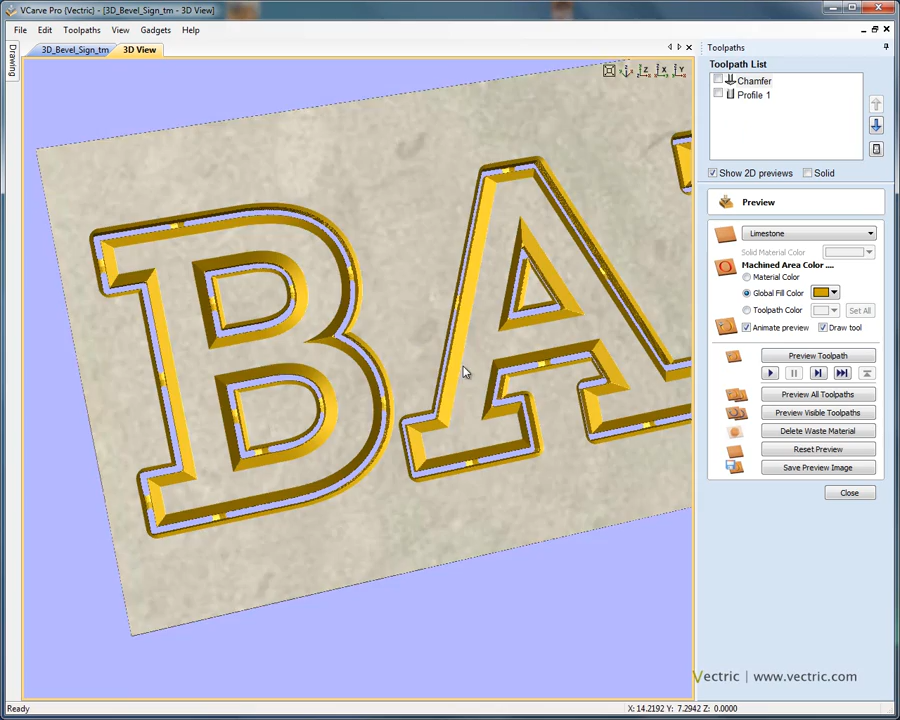 VCarve Pro {Vectric} - [3D_Bevel_Sign_tm - 3D View]
File Edit Toolpaths View Gadgets Help
Drawing
3D_Bevel_Sign_tm 3D View
Z X Y
BA
Toolpaths
Toolpath List
Chamfer
Profile 1
Show 2D previews Solid
Preview
Limestone
Solid Material Color
Machined Area Color ....
Material Color
Global Fill Color
Toolpath Color Set All
Animate preview Draw tool
Preview Toolpath
Preview All Toolpaths
Preview Visible Toolpaths
Delete Waste Material
Reset Preview
Save Preview Image
Close
Vectric | www.vectric.com
Ready X: 14.2192 Y: 7.2942 Z: 0.0000